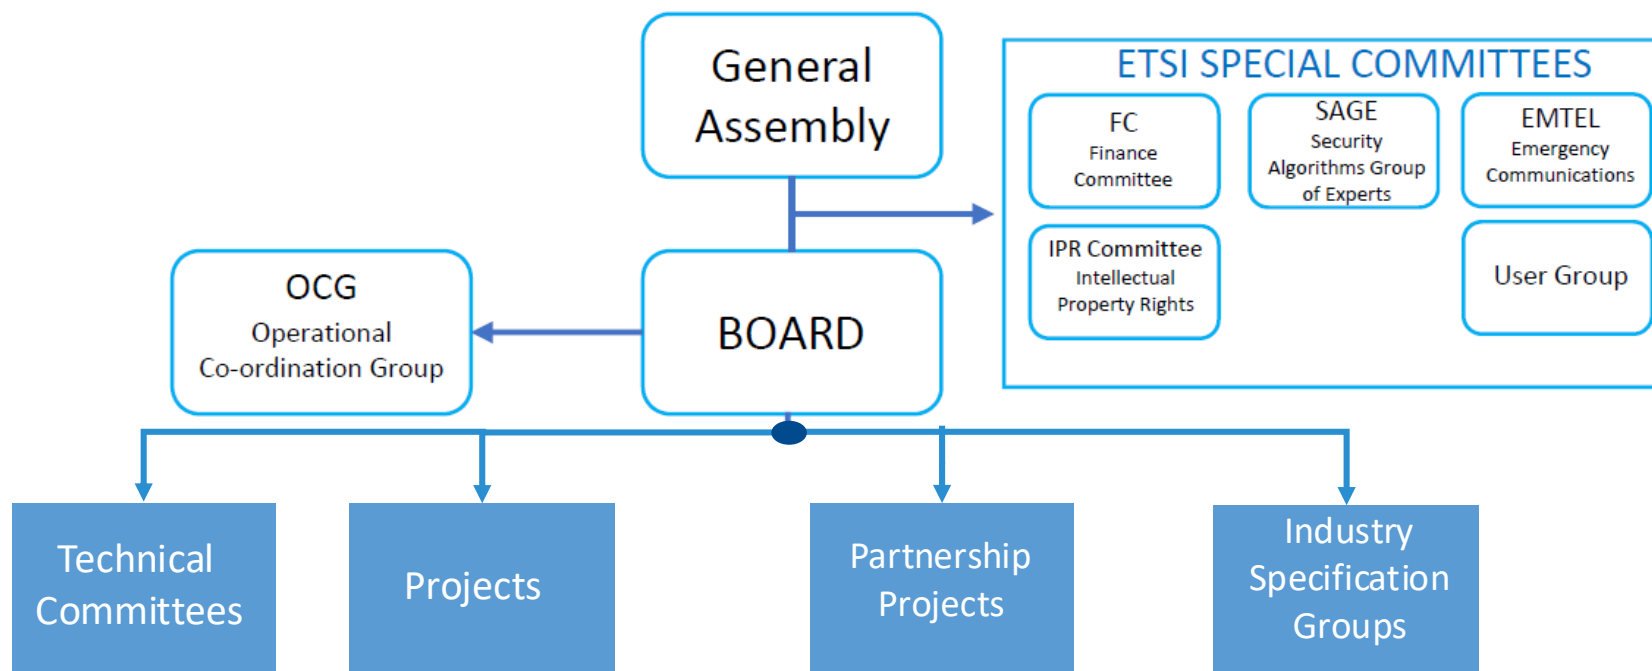 General
Assembly
ETSI SPECIAL COMMITTEES
FC
Finance
Committee
SAGE
Security
Algorithms Group
of Experts
EMTEL
Emergency
Communications
IPR Committee
Intellectual
Property Rights
User Group
OCG
Operational
Co-ordination Group
BOARD
Technical
Committees
Projects
Partnership
Projects
Industry
Specification
Groups